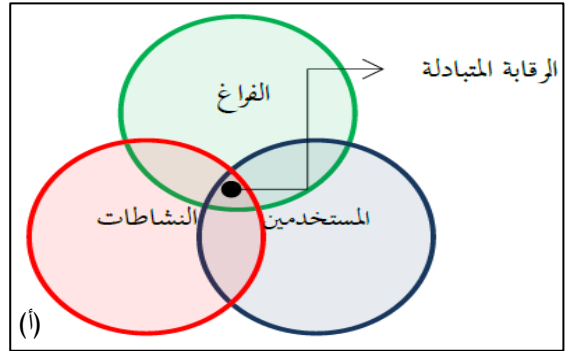 الرقابة المتبادلة
الفراغ
المستخدمين
النشاطات
(أ)